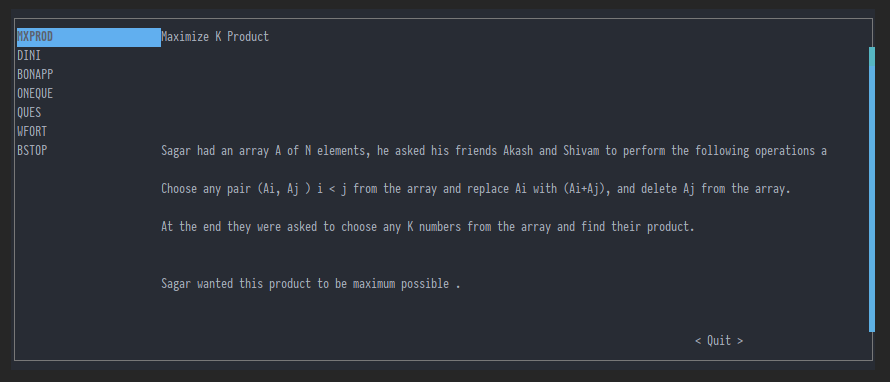 MXPROD
DINI
BONAPP
ONEQUE
QUES
WFORT
BSTOP
Maximize K Product
Sagar had an array A of N elements, he asked his friends Akash and Shivam to perform the following operations a
Choose any pair (Ai, Aj ) i < j from the array and replace Ai with (Ai+Aj), and delete Aj from the array.
At the end they were asked to choose any K numbers from the array and find their product.
Sagar wanted this product to be maximum possible .
< Quit >